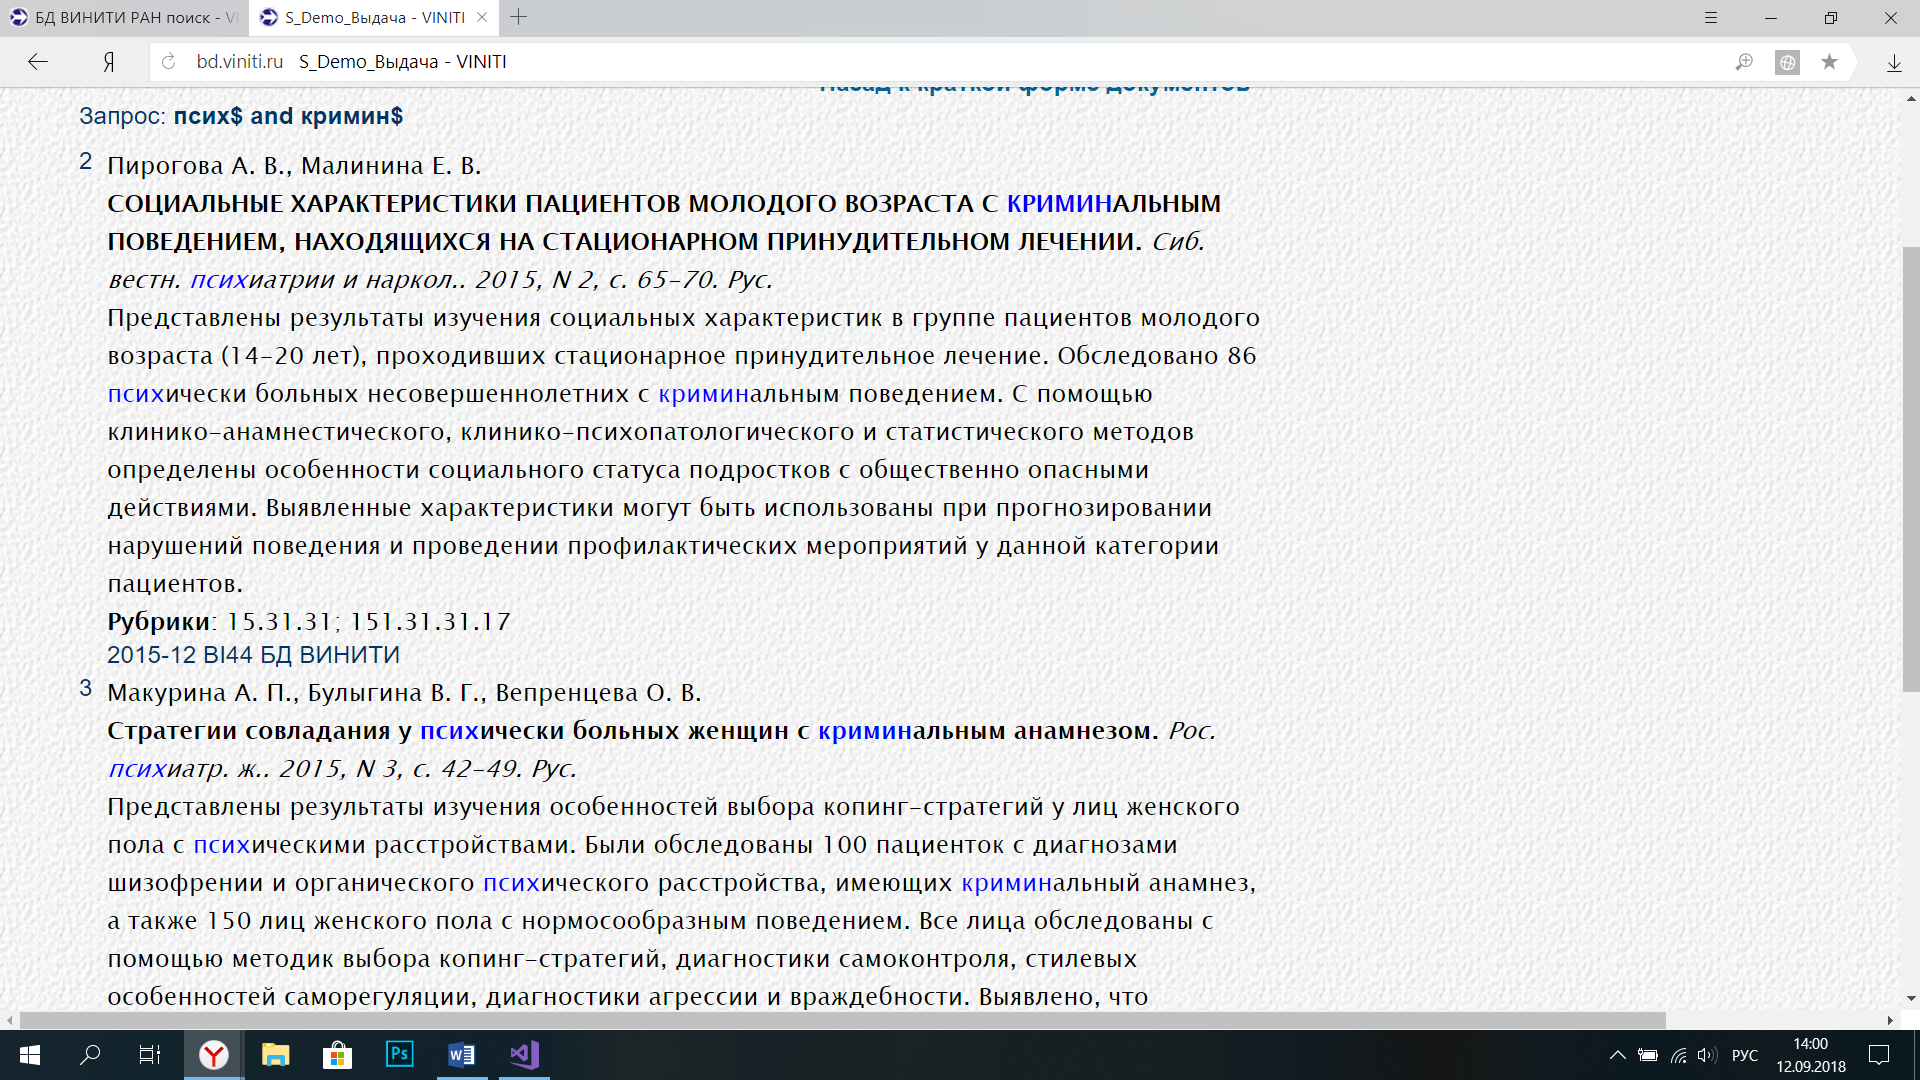 БД ВИНИТИ РАН поиск - VI
S_Demo_Выдача - VINITI
bd.viniti.ru S_Demo_Выдача - VINITI
Назад к краткой форме документов
Запрос: псих$ and кримин$
2 Пирогова А. В., Малинина Е. В.
СОЦИАЛЬНЫЕ ХАРАКТЕРИСТИКИ ПАЦИЕНТОВ МОЛОДОГО ВОЗРАСТА С КРИМИНАЛЬНЫМ
ПОВЕДЕНИЕМ, НАХОДЯЩИХСЯ НА СТАЦИОНАРНОМ ПРИНУДИТЕЛЬНОМ ЛЕЧЕНИИ. Сиб.
вестн. психиатрии и наркол.. 2015, N 2, с. 65-70. Рус.
Представлены результаты изучения социальных характеристик в группе пациентов молодого
возраста (14-20 лет), проходивших стационарное принудительное лечение. Обследовано 86
психически больных несовершеннолетних с криминальным поведением. С помощью
клинико-анамнестического, клинико-психопатологического и статистического методов
определены особенности социального статуса подростков с общественно опасными
действиями. Выявленные характеристики могут быть использованы при прогнозировании
нарушений поведения и проведении профилактических мероприятий у данной категории
пациентов.
Рубрики: 15.31.31; 151.31.31.17
2015-12 BI44 БД ВИНИТИ
3 Макурина А. П., Булыгина В. Г., Вепренцева О. В.
Стратегии совладания у психически больных женщин с криминальным анамнезом. Рос.
психиатр. ж.. 2015, N 3, с. 42-49. Рус.
Представлены результаты изучения особенностей выбора копинг-стратегий у лиц женского
пола с психическими расстройствами. Были обследованы 100 пациенток с диагнозами
шизофрении и органического психического расстройства, имеющих криминальный анамнез,
а также 150 лиц женского пола с нормосообразным поведением. Все лица обследованы с
помощью методик выбора копинг-стратегий, диагностики самоконтроля, стилевых
особенностей саморегуляции, диагностики агрессии и враждебности. Выявлено, что
РУС
14:00
12.09.2018